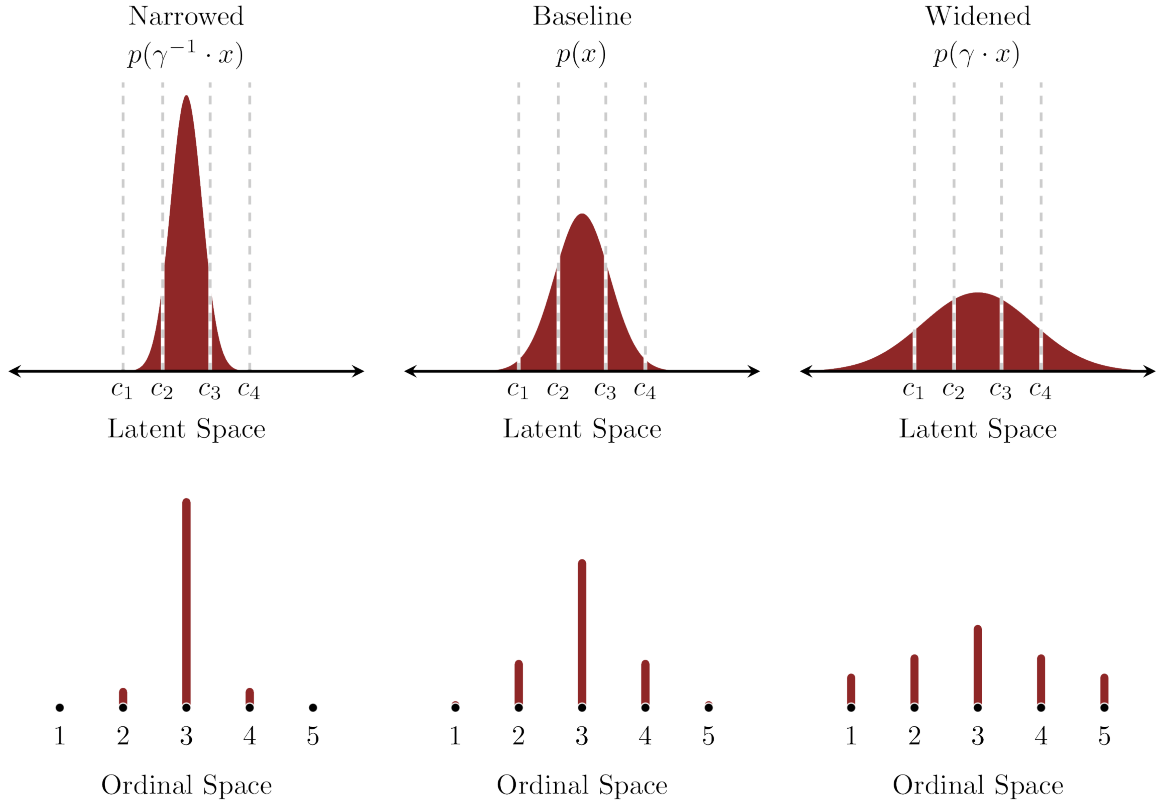 Narrowed Baseline Widened
p(γ⁻¹ · x) p(x) p(γ · x)
c₁ c₂ c₃ c₄ c₁ c₂ c₃ c₄ c₁ c₂ c₃ c₄
Latent Space Latent Space Latent Space
1 2 3 4 5 1 2 3 4 5 1 2 3 4 5
Ordinal Space Ordinal Space Ordinal Space